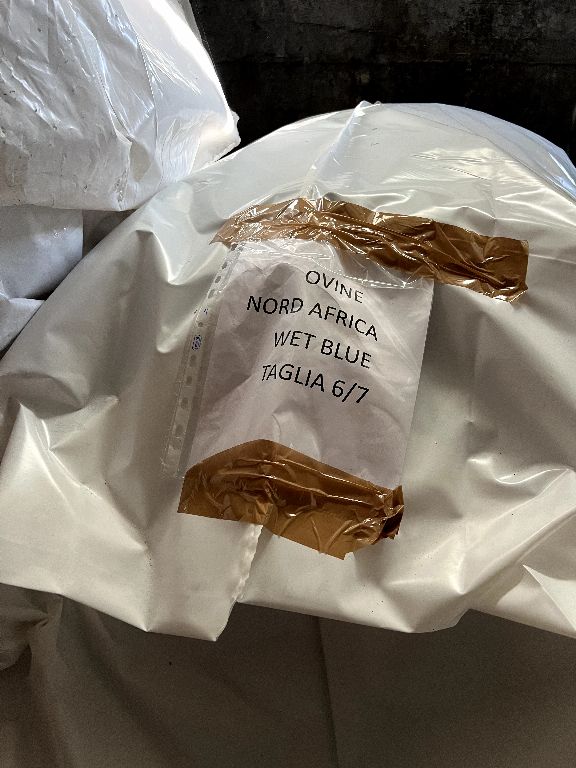 OVINE
NORD AFRICA
WET BLUE
TAGLIA 6/7